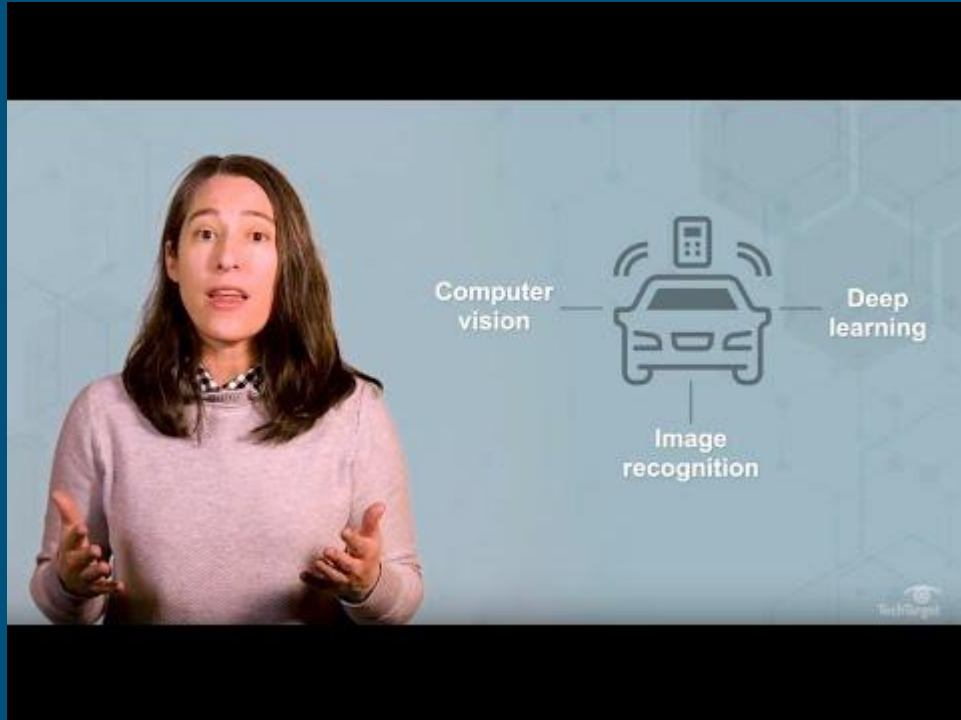 Computer
vision
Deep
learning
Image
recognition
TechTarget